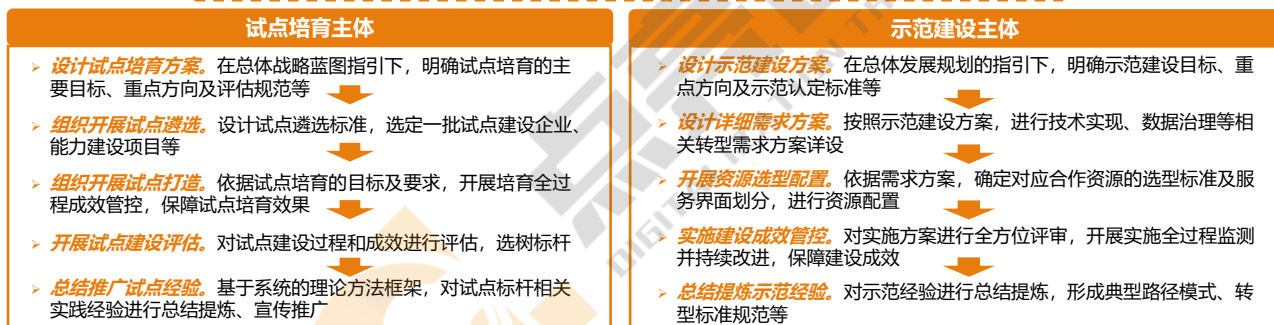 试点培育主体
➢ 设计试点培育方案。在总体战略蓝图指引下，明确试点培育的主
要目标、重点方向及评估规范等
➢ 组织开展试点遴选。设计试点遴选标准，选定一批试点建设企业、
能力建设项目等
➢ 组织开展试点打造。依据试点培育的目标及要求，开展培育全过
程成效管控，保障试点培育效果
➢ 开展试点建设评估。对试点建设过程和成效进行评估，选树标杆
➢ 总结推广试点经验。基于系统的理论方法框架，对试点标杆相关
实践经验进行总结提炼、宣传推广
示范建设主体
➢ 设计示范建设方案。在总体发展规划的指引下，明确示范建设目标、重
点方向及示范认定标准等
➢ 设计详细需求方案。按照示范建设方案，进行技术实现、数据治理等相
关转型需求方案详设
➢ 开展资源选型配置。依据需求方案，确定对应合作资源的选型标准及服
务界面划分，进行资源配置
➢ 实施建设成效管控。对实施方案进行全方位评审，开展实施全过程监测
并持续改进，保障建设成效
➢ 总结提炼示范经验。对示范经验进行总结提炼，形成典型路径模式、转
型标准规范等